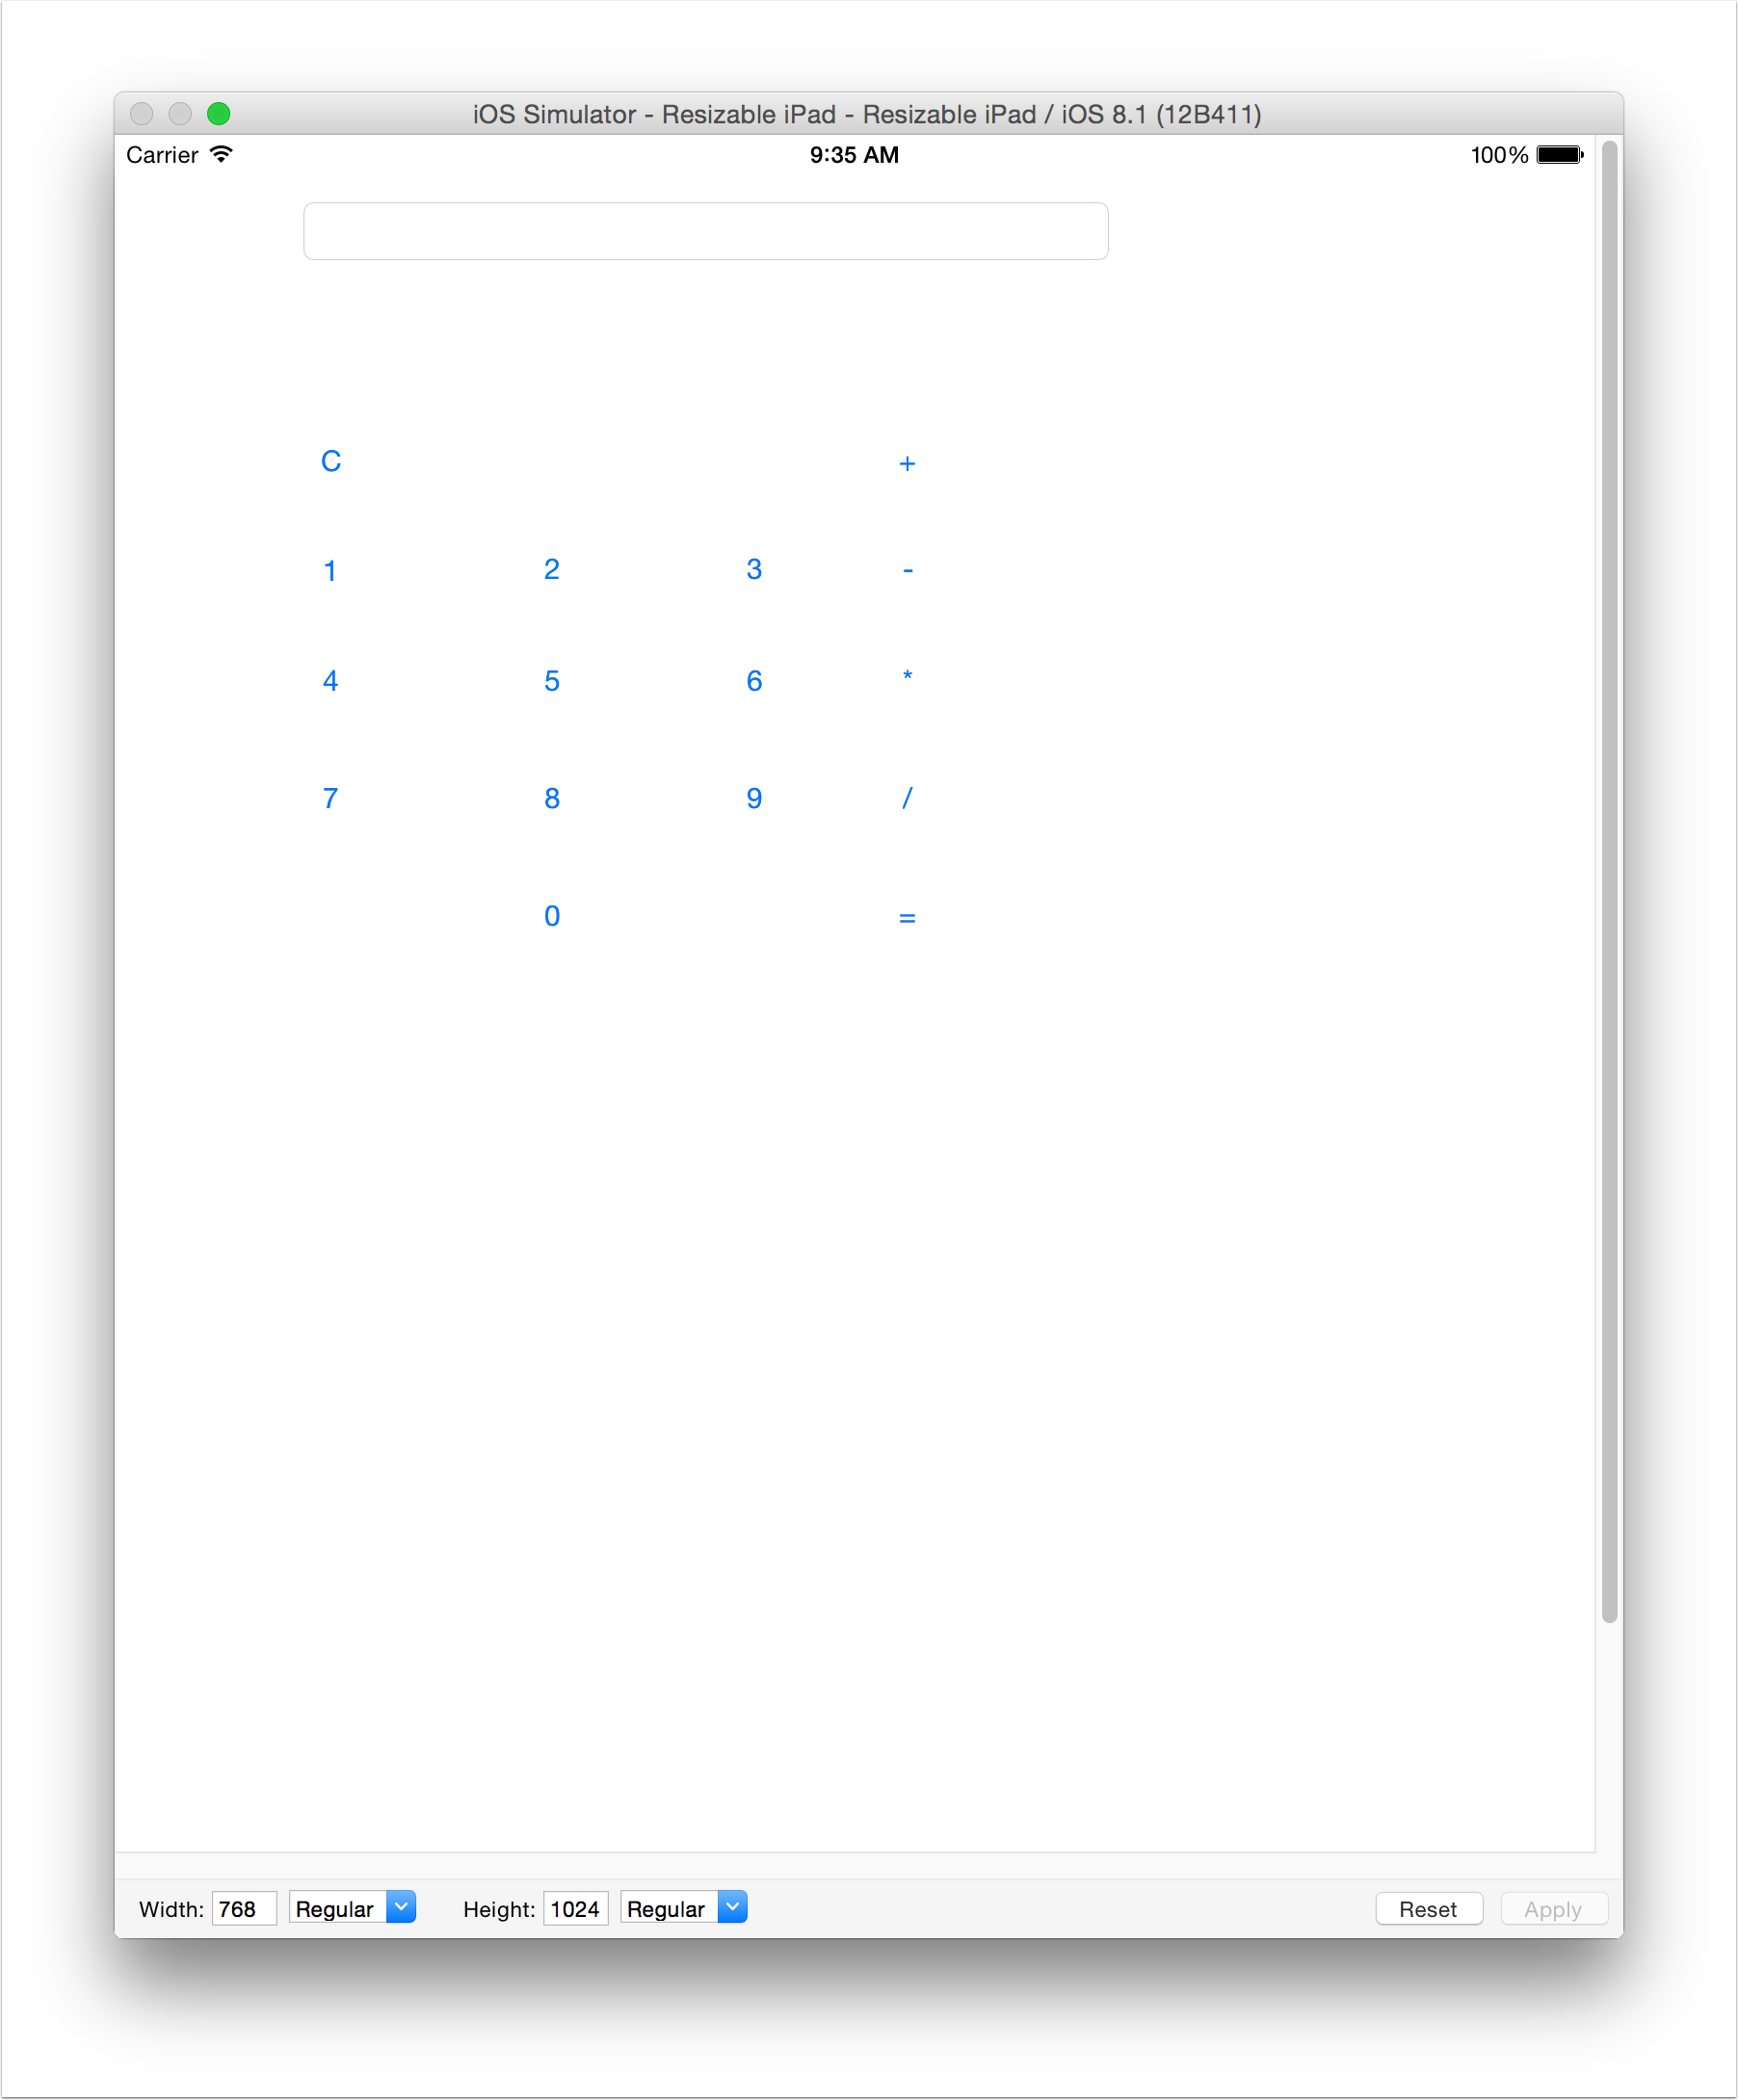 iOS Simulator - Resizable iPad - Resizable iPad / iOS 8.1 (12B411)
Carrier 9:35 AM 100%
C +
1 2 3 -
4 5 6 *
7 8 9 /
0 =
Width: 768 Regular Height: 1024 Regular Reset Apply